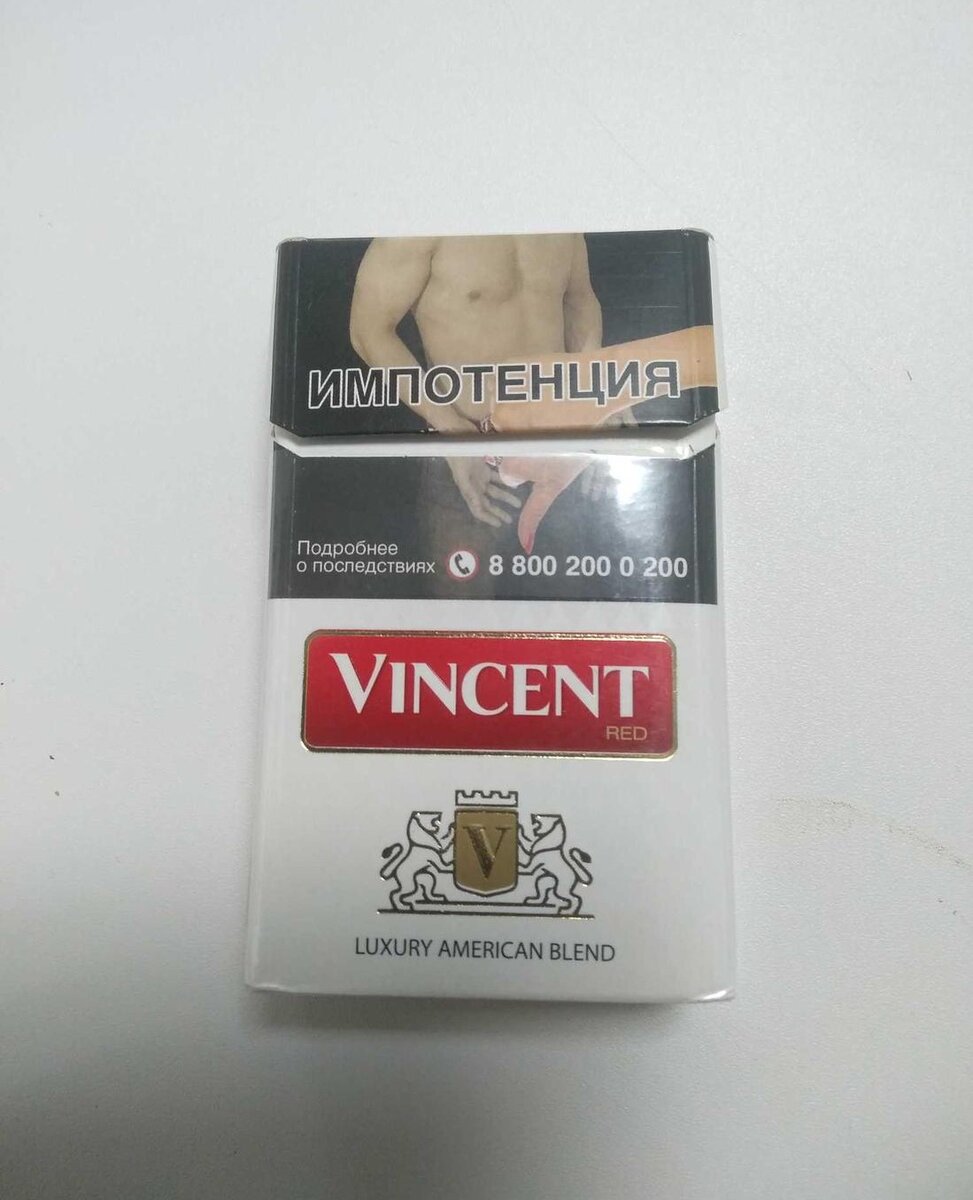 ИМПОТЕНЦИЯ
Подробнее
о последствиях 8 800 200 0 200
VINCENT
RED
V
LUXURY AMERICAN BLEND